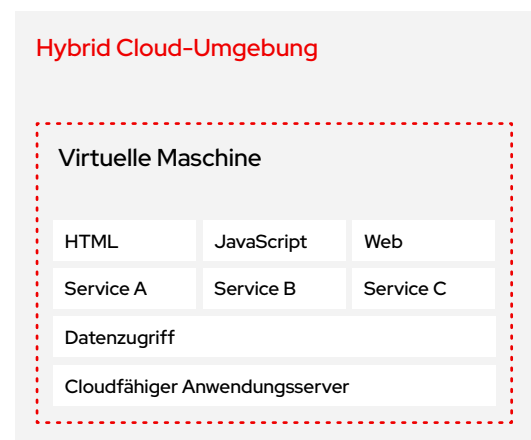 Hybrid Cloud-Umgebung
Virtuelle Maschine
HTML JavaScript Web
Service A Service B Service C
Datenzugriff
Cloudfähiger Anwendungsserver